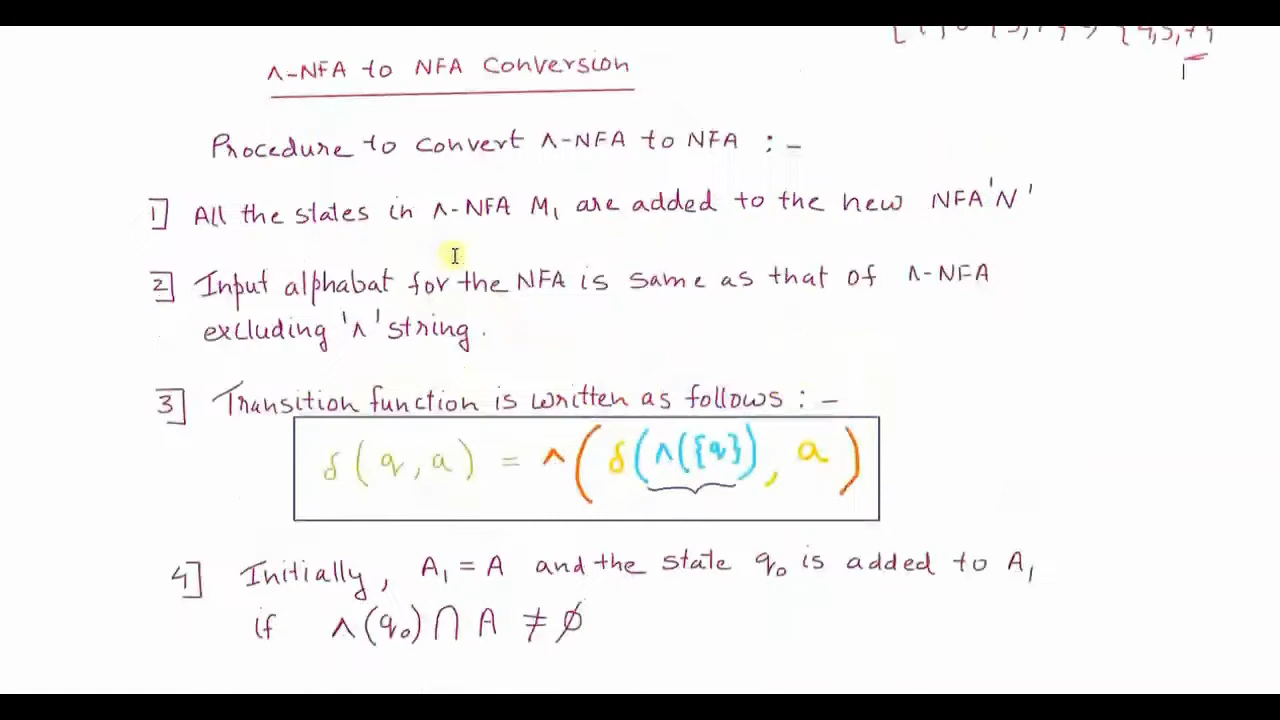 Λ-NFA to NFA Conversion
Procedure to convert Λ-NFA to NFA :-
1] All the states in Λ-NFA M₁ are added to the new NFA 'N'
2] Input alphabat for the NFA is same as that of Λ-NFA
excluding 'Λ' string.
3] Transition function is written as follows :-
δ(q, a) = Λ(δ(Λ({q}), a)
4] Initially, A₁ = A and the state q₀ is added to A₁
if Λ(q₀) ∩ A ≠ ϕ